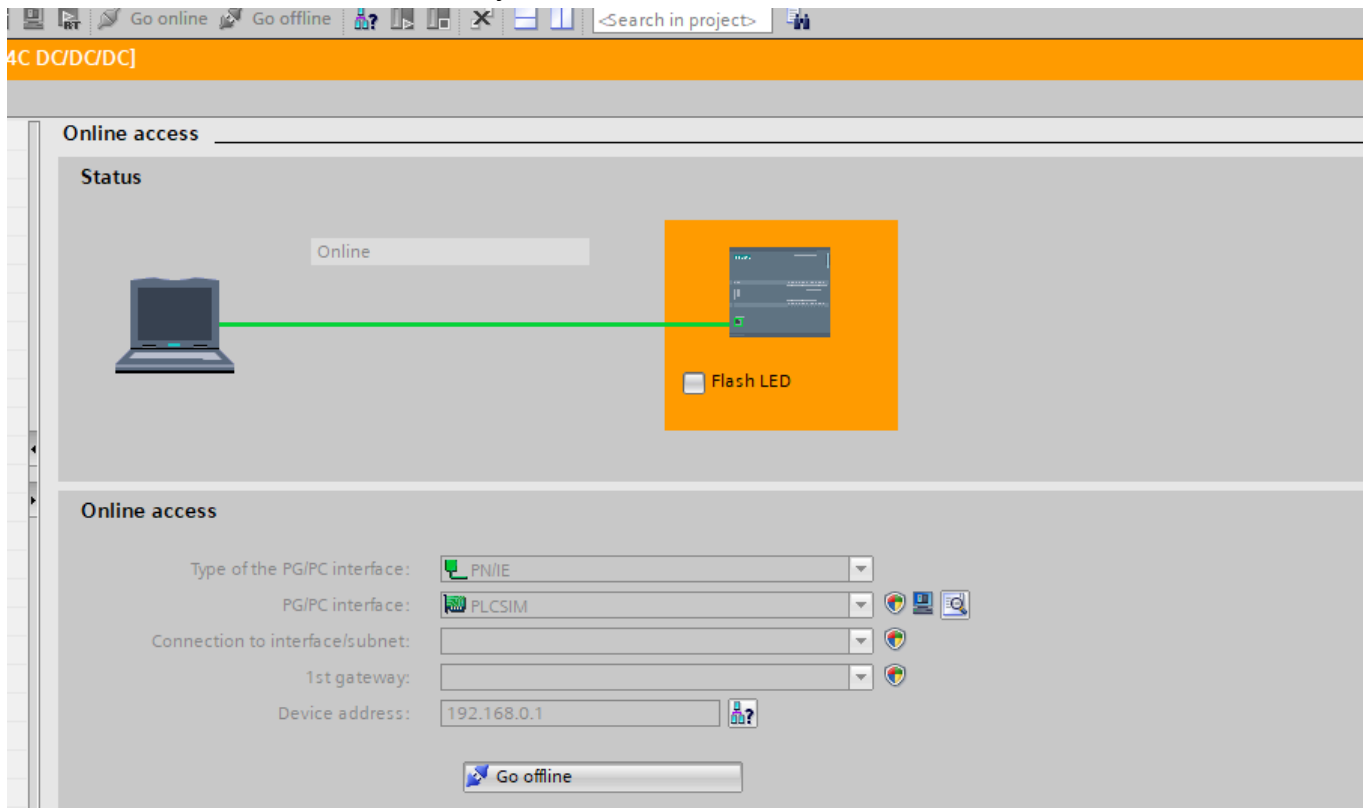 Go online Go offline <Search in project>
4C DC/DC/DC]
Online access
Status
Online
Flash LED
Online access
Type of the PG/PC interface: PN/IE
PG/PC interface: PLCSIM
Connection to interface/subnet:
1st gateway:
Device address: 192.168.0.1
Go offline